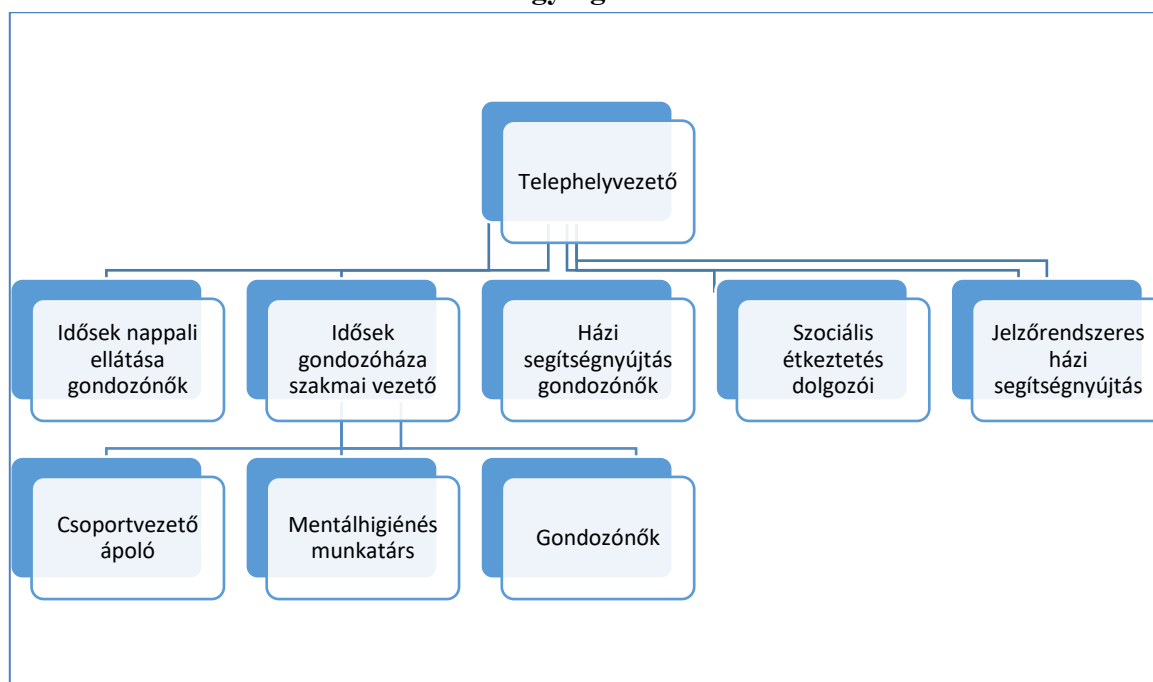 Telephelyvezető
Idősek nappali
ellátása
gondozónők
Idősek
gondozóháza
szakmai vezető
Házi
segítségnyújtás
gondozónők
Szociális
étkeztetés
dolgozói
Jelzőrendszeres
házi
segítségnyújtás
Csoportvezető
ápoló
Mentálhigiénés
munkatárs
Gondozónők